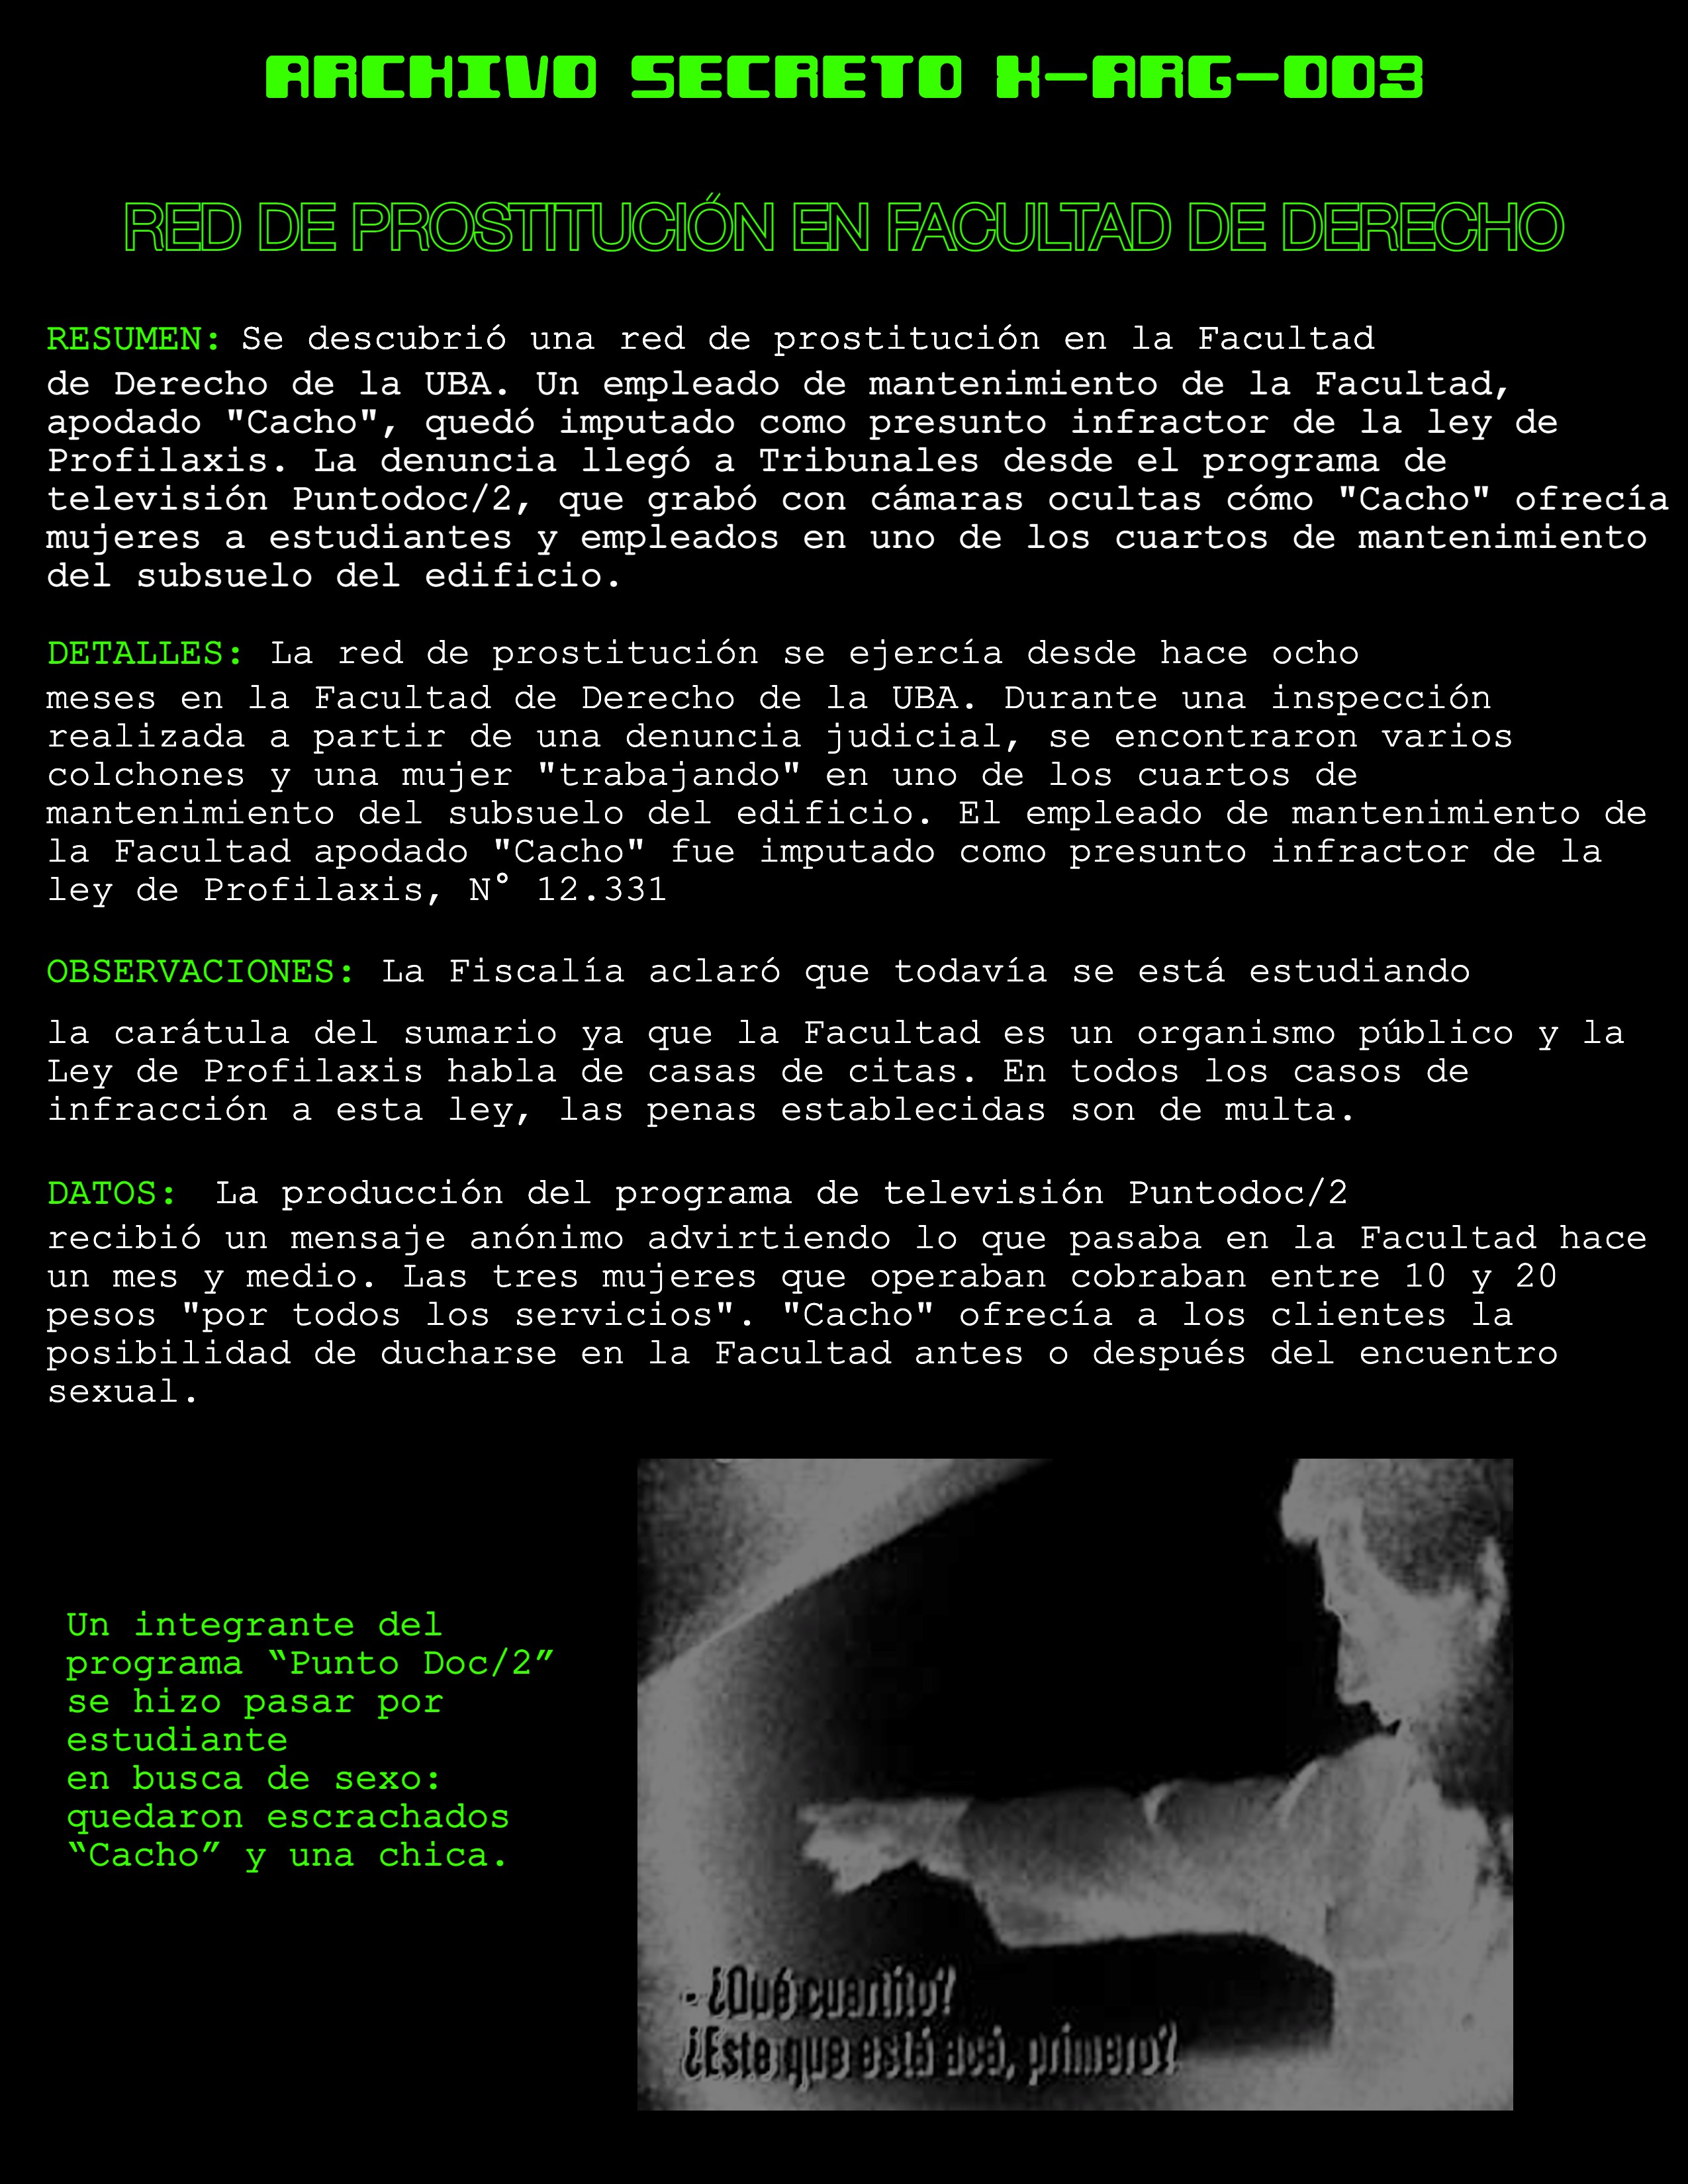 ARCHIVO SECRETO X-ARG-003
RED DE PROSTITUCIŐN EN FACULTAD DE DERECHO
RESUMEN: Se descubrió una red de prostitución en la Facultad
de Derecho de la UBA. Un empleado de mantenimiento de la Facultad,
apodado "Cacho", quedó imputado como presunto infractor de la ley de
Profilaxis. La denuncia llegó a Tribunales desde el programa de
televisión Puntodoc/2, que grabó con cámaras ocultas cómo "Cacho" ofrecía
mujeres a estudiantes y empleados en uno de los cuartos de mantenimiento
del subsuelo del edificio.
DETALLES: La red de prostitución se ejercía desde hace ocho
meses en la Facultad de Derecho de la UBA. Durante una inspección
realizada a partir de una denuncia judicial, se encontraron varios
colchones y una mujer "trabajando" en uno de los cuartos de
mantenimiento del subsuelo del edificio. El empleado de mantenimiento de
la Facultad apodado "Cacho" fue imputado como presunto infractor de la
ley de Profilaxis, N° 12.331
OBSERVACIONES: La Fiscalía aclaró que todavía se está estudiando
la carátula del sumario ya que la Facultad es un organismo público y la
Ley de Profilaxis habla de casas de citas. En todos los casos de
infracción a esta ley, las penas establecidas son de multa.
DATOS: La producción del programa de televisión Puntodoc/2
recibió un mensaje anónimo advirtiendo lo que pasaba en la Facultad hace
un mes y medio. Las tres mujeres que operaban cobraban entre 10 y 20
pesos "por todos los servicios". "Cacho" ofrecía a los clientes la
posibilidad de ducharse en la Facultad antes o después del encuentro
sexual.
Un integrante del
programa “Punto Doc/2”
se hizo pasar por
estudiante
en busca de sexo:
quedaron escrachados
“Cacho” y una chica.
- ¿Qué cuartito?
¿Este que está acá, primero?